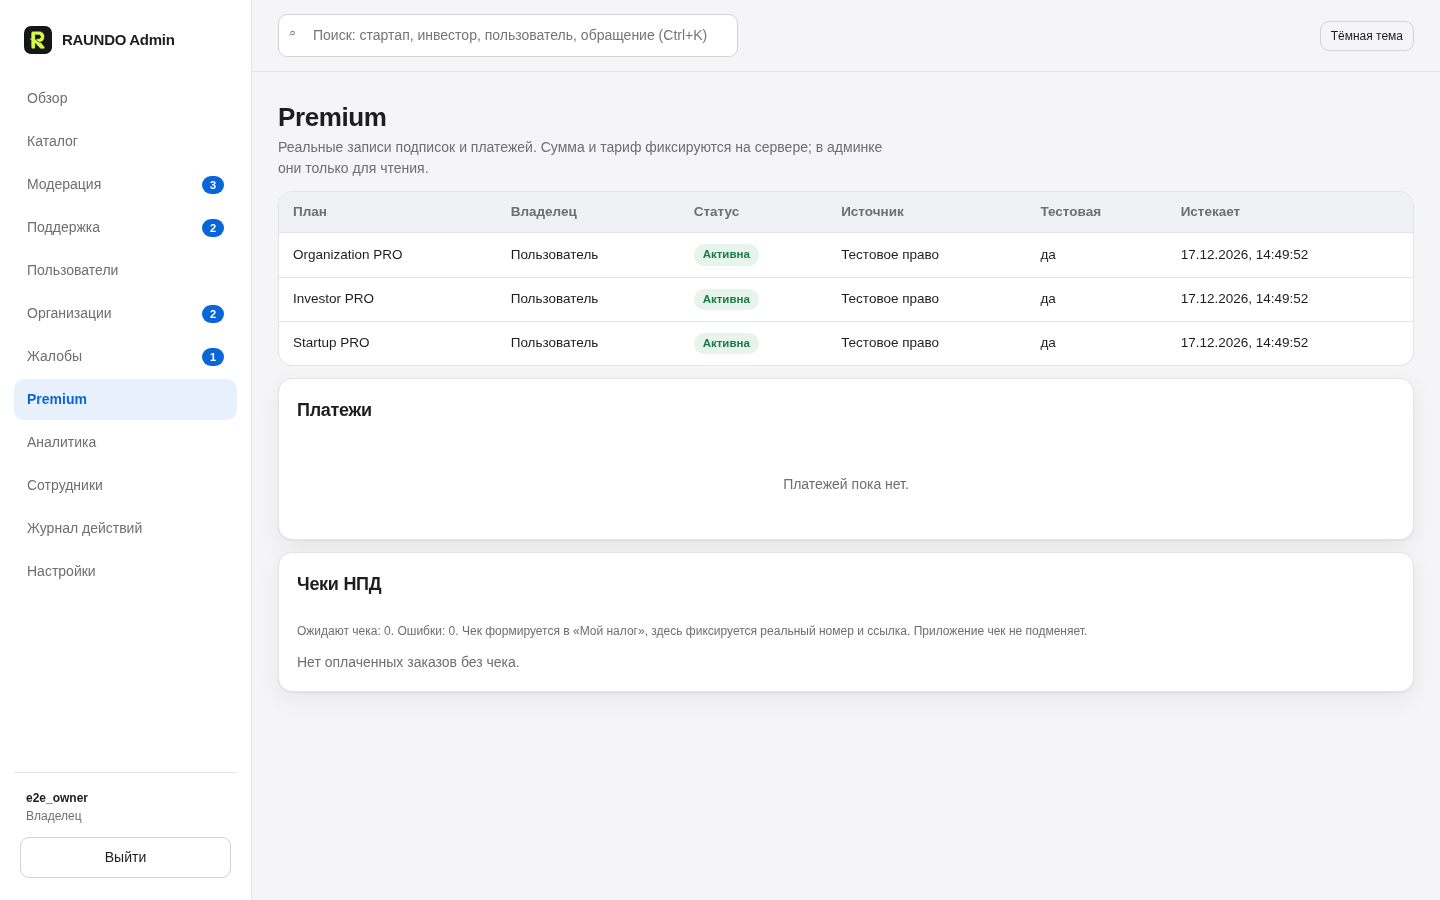 RAUNDO Admin
Поиск: стартап, инвестор, пользователь, обращение (Ctrl+K)
Тёмная тема
Обзор
Каталог
Модерация 3
Поддержка 2
Пользователи
Организации 2
Жалобы 1
Premium
Аналитика
Сотрудники
Журнал действий
Настройки
e2e_owner
Владелец
Выйти
Premium
Реальные записи подписок и платежей. Сумма и тариф фиксируются на сервере; в админке
они только для чтения.
План Владелец Статус Источник Тестовая Истекает
Organization PRO Пользователь Активна Тестовое право да 17.12.2026, 14:49:52
Investor PRO Пользователь Активна Тестовое право да 17.12.2026, 14:49:52
Startup PRO Пользователь Активна Тестовое право да 17.12.2026, 14:49:52
Платежи
Платежей пока нет.
Чеки НПД
Ожидают чека: 0. Ошибки: 0. Чек формируется в «Мой налог», здесь фиксируется реальный номер и ссылка. Приложение чек не подменяет.
Нет оплаченных заказов без чека.